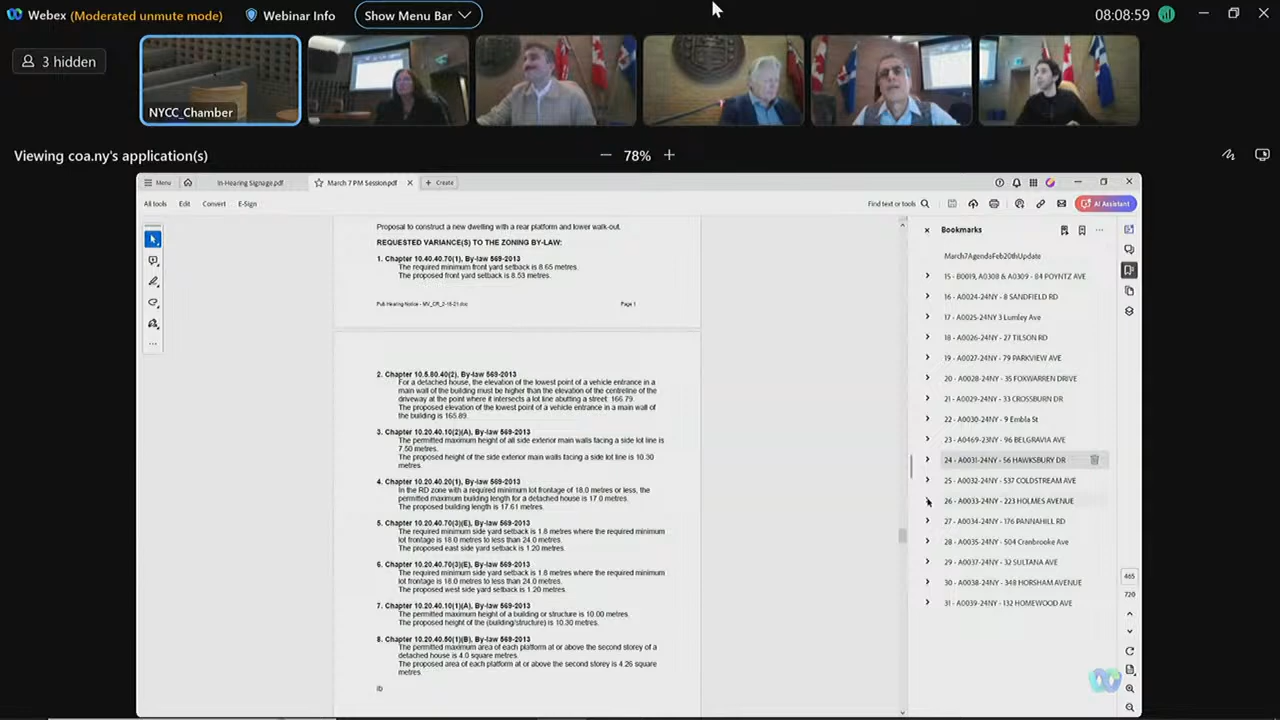 Webex (Moderated unmute mode)
Webinar Info
Show Menu Bar
08:08:59
3 hidden
NYCC_Chamber
Viewing coa.ny's application(s)
78%
Menu
In-Hearing Signage.pdf
March 7 PM Session.pdf
Create
All tools Edit Convert E-Sign
Find text or tools
AI Assistant
Proposal to construct a new dwelling with a rear platform and lower walk-out.
REQUESTED VARIANCE(S) TO THE ZONING BY-LAW:
1. Chapter 10.40.40.70(1), By-law 569-2013
The required minimum front yard setback is 8.65 metres.
The proposed front yard setback is 8.53 metres.
Page 1
2. Chapter 10.5.80.40(2), By-law 569-2013
For a detached house, the elevation of the lowest point of a vehicle entrance in a
main wall of the building must be higher than the elevation of the centreline of the
driveway at the point where it intersects a lot line abutting a street: 166.79.
The proposed elevation of the lowest point of a vehicle entrance in a main wall of
the building is 165.89.
3. Chapter 10.20.40.10(2)(A), By-law 569-2013
The permitted maximum height of all side exterior main walls facing a side lot line is
7.50 metres.
The proposed height of the side exterior main walls facing a side lot line is 10.30
metres.
4. Chapter 10.20.40.20(1), By-law 569-2013
In the RD zone with a required minimum lot frontage of 18.0 metres or less, the
permitted maximum building length for a detached house is 17.0 metres.
The proposed building length is 17.61 metres.
5. Chapter 10.20.40.70(3)(E), By-law 569-2013
The required minimum side yard setback is 1.8 metres where the required minimum
lot frontage is 18.0 metres to less than 24.0 metres.
The proposed east side yard setback is 1.20 metres.
6. Chapter 10.20.40.70(3)(E), By-law 569-2013
The required minimum side yard setback is 1.8 metres where the required minimum
lot frontage is 18.0 metres to less than 24.0 metres.
The proposed west side yard setback is 1.20 metres.
7. Chapter 10.20.40.10(1)(A), By-law 569-2013
The permitted maximum height of a building or structure is 10.00 metres.
The proposed height of the (building/structure) is 10.30 metres.
8. Chapter 10.20.40.50(1)(B), By-law 569-2013
The permitted maximum area of each platform at or above the second storey of a
detached house is 4.0 square metres.
The proposed area of each platform at or above the second storey is 4.26 square
metres.
Bookmarks
March7AgendaFeb20thUpdate
15 - B0019, A0308 & A0309 - 84 POYNTZ AVE
16 - A0024-24NY - 8 SANDFIELD RD
17 - A0025-24NY 3 Lumley Ave
18 - A0026-24NY - 27 TILSON RD
19 - A0027-24NY - 79 PARKVIEW AVE
20 - A0028-24NY - 35 FOXWARREN DRIVE
21 - A0029-24NY - 33 CROSSBURN DR
22 - A0030-24NY - 9 Embla St
23 - A0469-23NY - 96 BELGRAVIA AVE
24 - A0031-24NY - 56 HAWKSBURY DR
25 - A0032-24NY - 537 COLDSTREAM AVE
26 - A0033-24NY - 223 HOLMES AVENUE
27 - A0034-24NY - 176 PANNAHILL RD
28 - A0035-24NY - 504 Cranbrooke Ave
29 - A0037-24NY - 32 SULTANA AVE
30 - A0038-24NY - 348 HORSHAM AVENUE
31 - A0039-24NY - 132 HOMEWOOD AVE
465
720